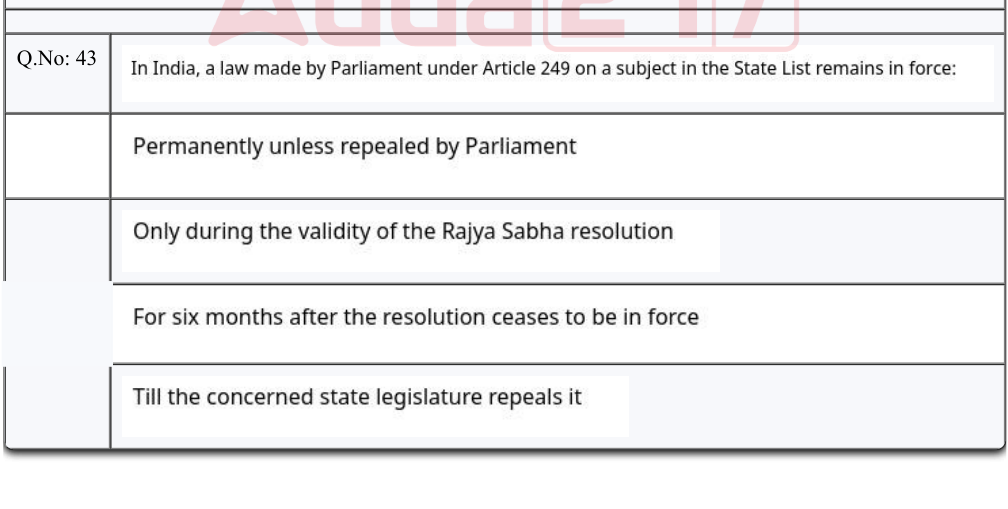 Q.No: 43
In India, a law made by Parliament under Article 249 on a subject in the State List remains in force:
Permanently unless repealed by Parliament
Only during the validity of the Rajya Sabha resolution
For six months after the resolution ceases to be in force
Till the concerned state legislature repeals it